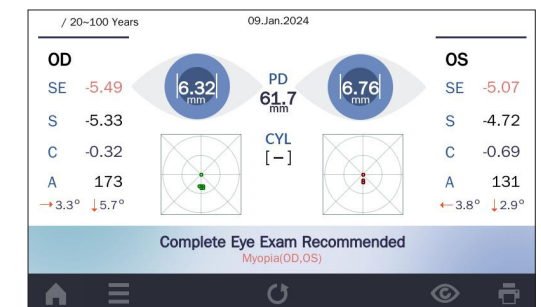 / 20~100 Years
09.Jan.2024
OD
SE -5.49
S -5.33
C -0.32
A 173
→3.3° ↓5.7°
6.32
mm
PD
61.7
mm
CYL
[−]
6.76
mm
OS
SE -5.07
S -4.72
C -0.69
A 131
←3.8° ↓2.9°
Complete Eye Exam Recommended
Myopia(OD,OS)